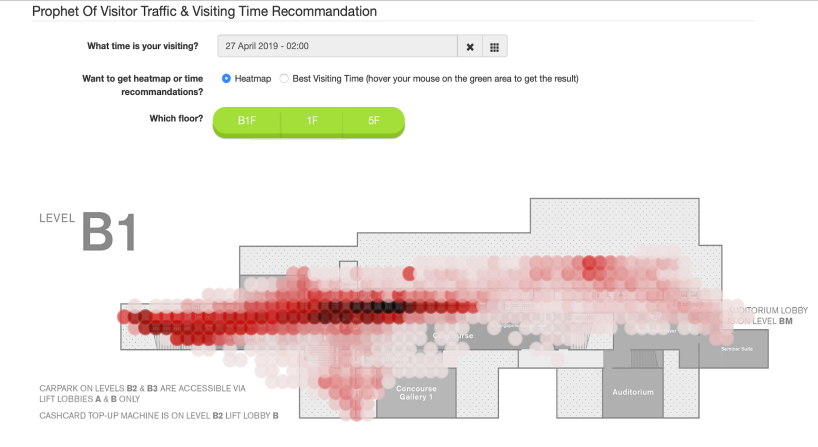 Prophet Of Visitor Traffic & Visiting Time Recommandation
What time is your visiting?
27 April 2019 - 02:00
Want to get heatmap or time
recommandations?
Heatmap
Best Visiting Time (hover your mouse on the green area to get the result)
Which floor?
B1F
1F
5F
LEVEL
B1
LOBBY
ON LEVEL BM
Summer Suite
CARPARK ON LEVELS B2 & B3 ARE ACCESSIBLE VIA
LIFT LOBBIES A & B ONLY
Concourse
Gallery 1
Auditorium
CASHCARD TOP-UP MACHINE IS ON LEVEL B2 LIFT LOBBY B